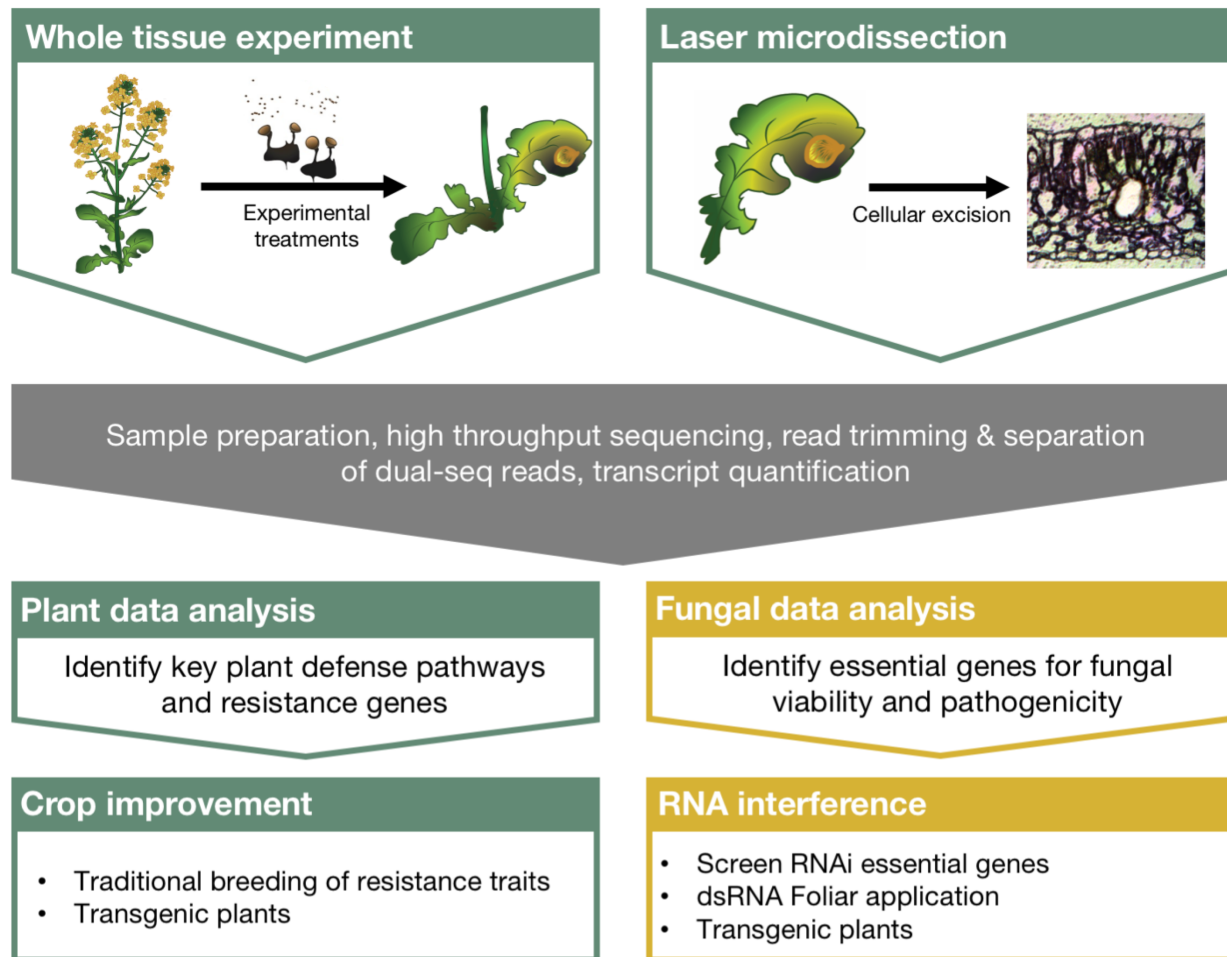 Whole tissue experiment
Experimental
treatments
Laser microdissection
Cellular excision
Sample preparation, high throughput sequencing, read trimming & separation
of dual-seq reads, transcript quantification
Plant data analysis
Identify key plant defense pathways
and resistance genes
Fungal data analysis
Identify essential genes for fungal
viability and pathogenicity
Crop improvement
• Traditional breeding of resistance traits
• Transgenic plants
RNA interference
• Screen RNAi essential genes
• dsRNA Foliar application
• Transgenic plants